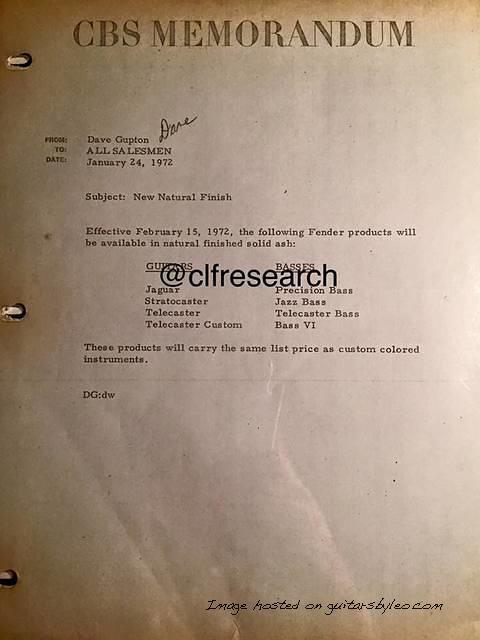 CBS MEMORANDUM
FROM: Dave Gupton Dave
TO: ALL SALESMEN
DATE: January 24, 1972
Subject: New Natural Finish
Effective February 15, 1972, the following Fender products will
be available in natural finished solid ash:
GUITARS BASSES
@clfresearch
Jaguar Precision Bass
Stratocaster Jazz Bass
Telecaster Telecaster Bass
Telecaster Custom Bass VI
These products will carry the same list price as custom colored
instruments.
DG:dw
Image hosted on guitarsbyleo.com